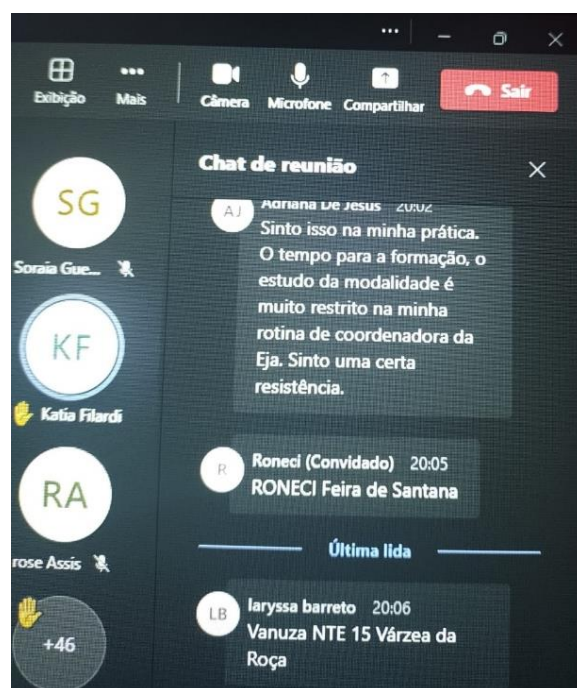 Exibição
Mais
Câmera
Microfone
Compartilhar
Sair
SG
Soraia Gue...
KF
Katia Filardi
RA
rose Assis
+46
Chat de reunião
AJ
Adriana De Jesus 20:02
Sinto isso na minha prática.
O tempo para a formação, o
estudo da modalidade é
muito restrito na minha
rotina de coordenadora da
Eja. Sinto uma certa
resistência.
R
Roneci (Convidado) 20:05
RONECI Feira de Santana
Última lida
LB
laryssa barreto 20:06
Vanuza NTE 15 Várzea da
Roça